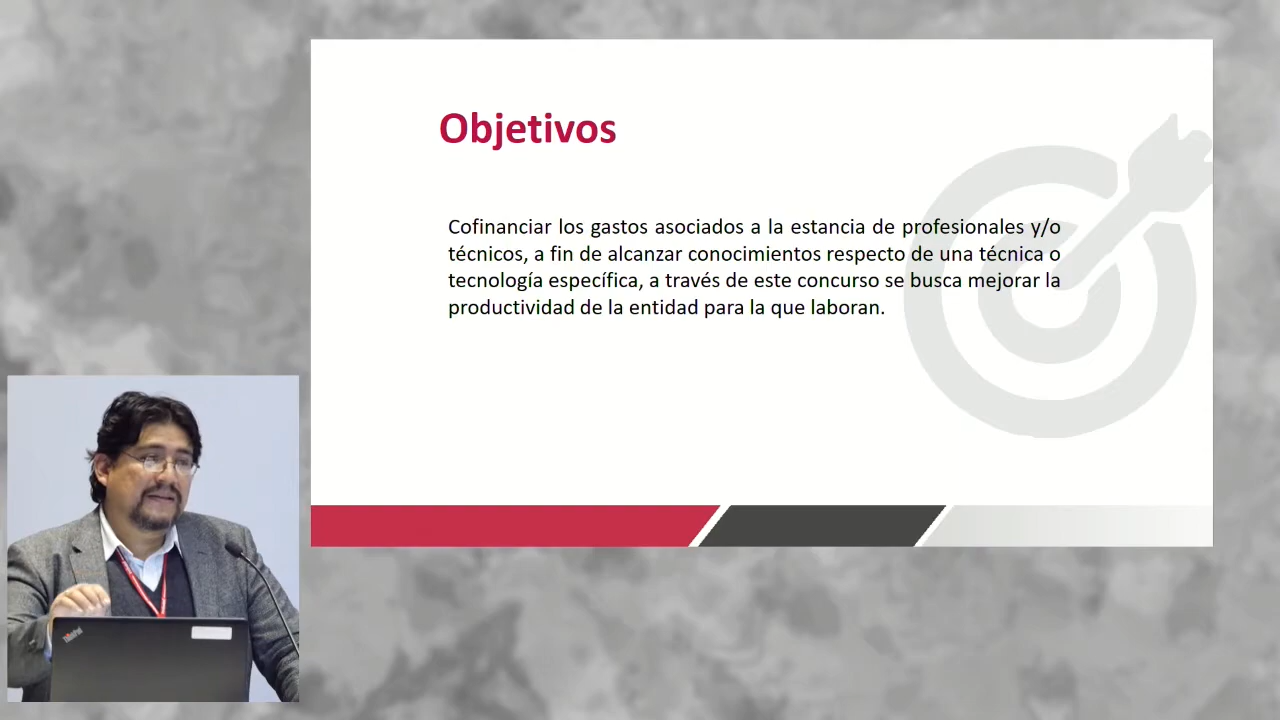 Objetivos
Cofinanciar los gastos asociados a la estancia de profesionales y/o
técnicos, a fin de alcanzar conocimientos respecto de una técnica o
tecnología específica, a través de este concurso se busca mejorar la
productividad de la entidad para la que laboran.
ThinkPad